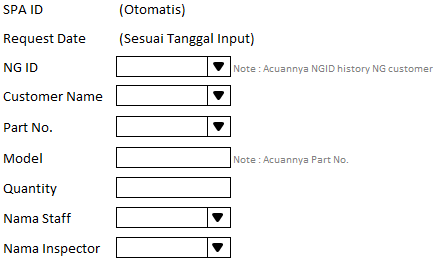 SPA ID (Otomatis)
Request Date (Sesuai Tanggal Input)
NG ID Note : Acuannya NGID history NG customer
Customer Name
Part No.
Model Note : Acuannya Part No.
Quantity
Nama Staff
Nama Inspector